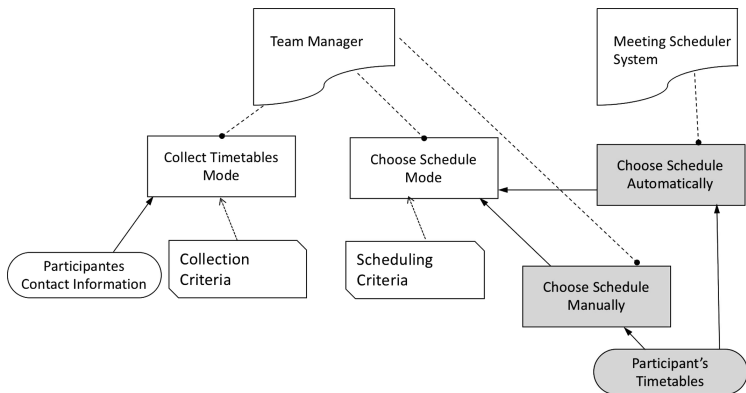 Team Manager
Meeting Scheduler
System
Collect Timetables
Mode
Choose Schedule
Mode
Choose Schedule
Automatically
Participantes
Contact Information
Collection
Criteria
Scheduling
Criteria
Choose Schedule
Manually
Participant's
Timetables